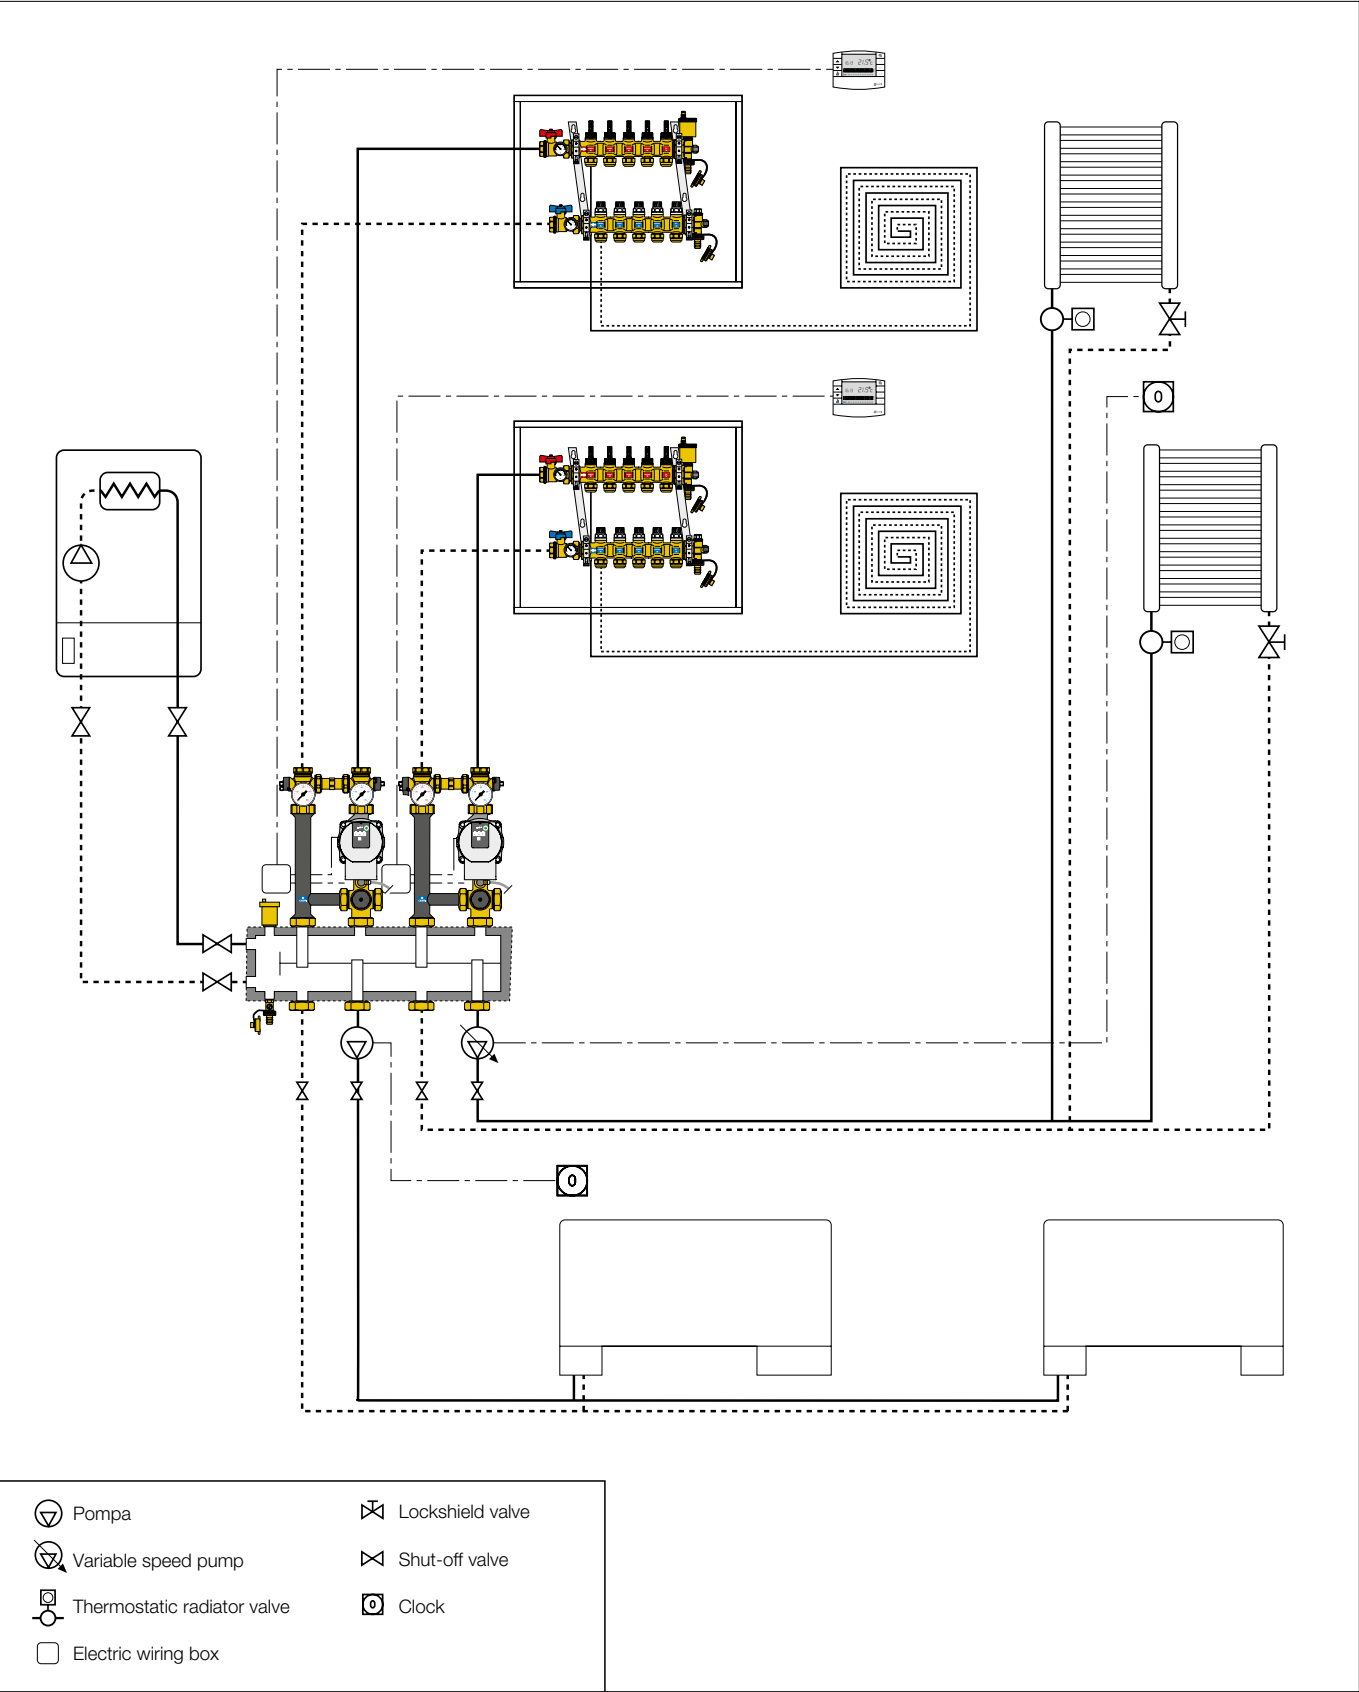 Pompa
Variable speed pump
Thermostatic radiator valve
Electric wiring box
Lockshield valve
Shut-off valve
Clock